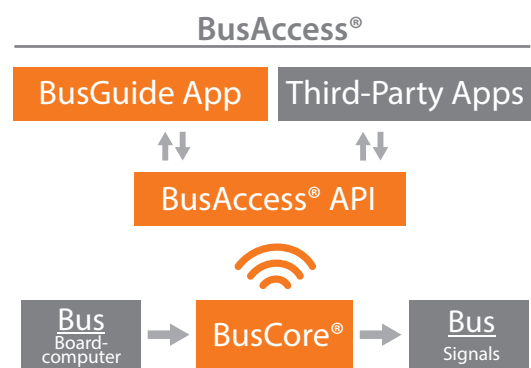 BusAccess®
BusGuide App
Third-Party Apps
BusAccess® API
Bus
Board-
computer
BusCore®
Bus
Signals